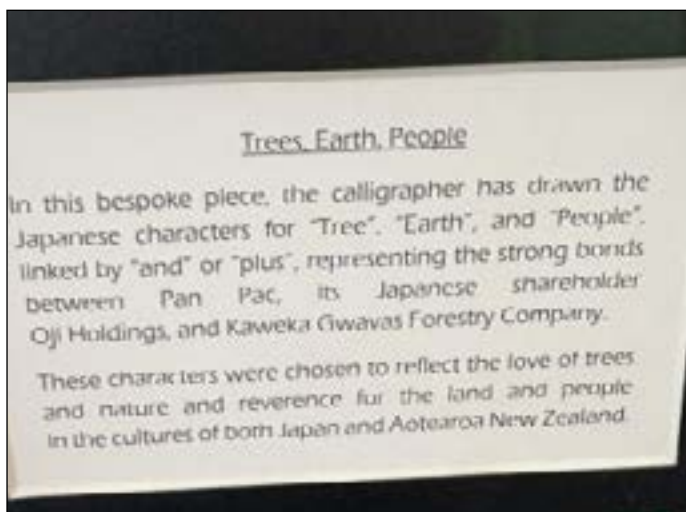 Trees, Earth, People
In this bespoke piece, the calligrapher has drawn the
Japanese characters for "Tree", "Earth", and "People",
linked by "and" or "plus", representing the strong bonds
between Pan Pac, its Japanese shareholder
Oji Holdings, and Kaweka Gwavas Forestry Company.
These characters were chosen to reflect the love of trees
and nature and reverence for the land and people
in the cultures of both Japan and Aotearoa New Zealand.